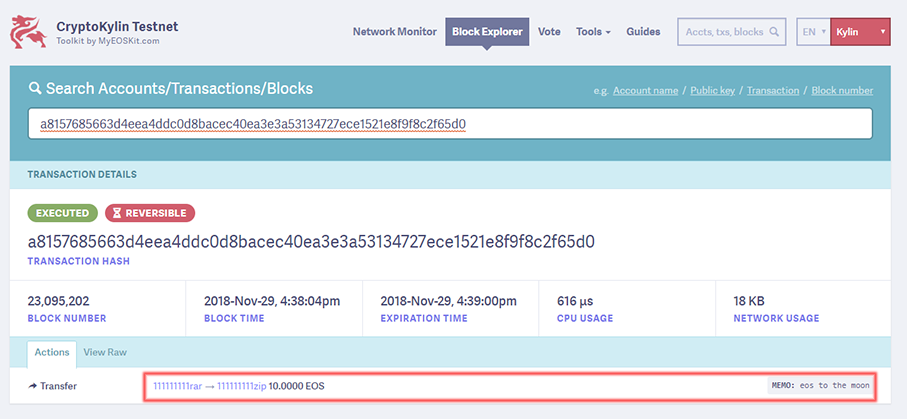 CryptoKylin Testnet
Toolkit by MyEOSKit.com
Network Monitor Block Explorer Vote Tools Guides Accts, txs, blocks EN Kylin
Search Accounts/Transactions/Blocks e.g. Account name / Public key / Transaction / Block number
a8157685663d4eea4ddc0d8bacec40ea3e3a53134727ece1521e8f9f8c2f65d0
TRANSACTION DETAILS
EXECUTED REVERSIBLE
a8157685663d4eea4ddc0d8bacec40ea3e3a53134727ece1521e8f9f8c2f65d0
TRANSACTION HASH
23,095,202 2018-Nov-29, 4:38:04pm 2018-Nov-29, 4:39:00pm 616 µs 18 KB
BLOCK NUMBER BLOCK TIME EXPIRATION TIME CPU USAGE NETWORK USAGE
Actions View Raw
Transfer 111111111rar → 111111111zip 10.0000 EOS MEMO: eos to the moon